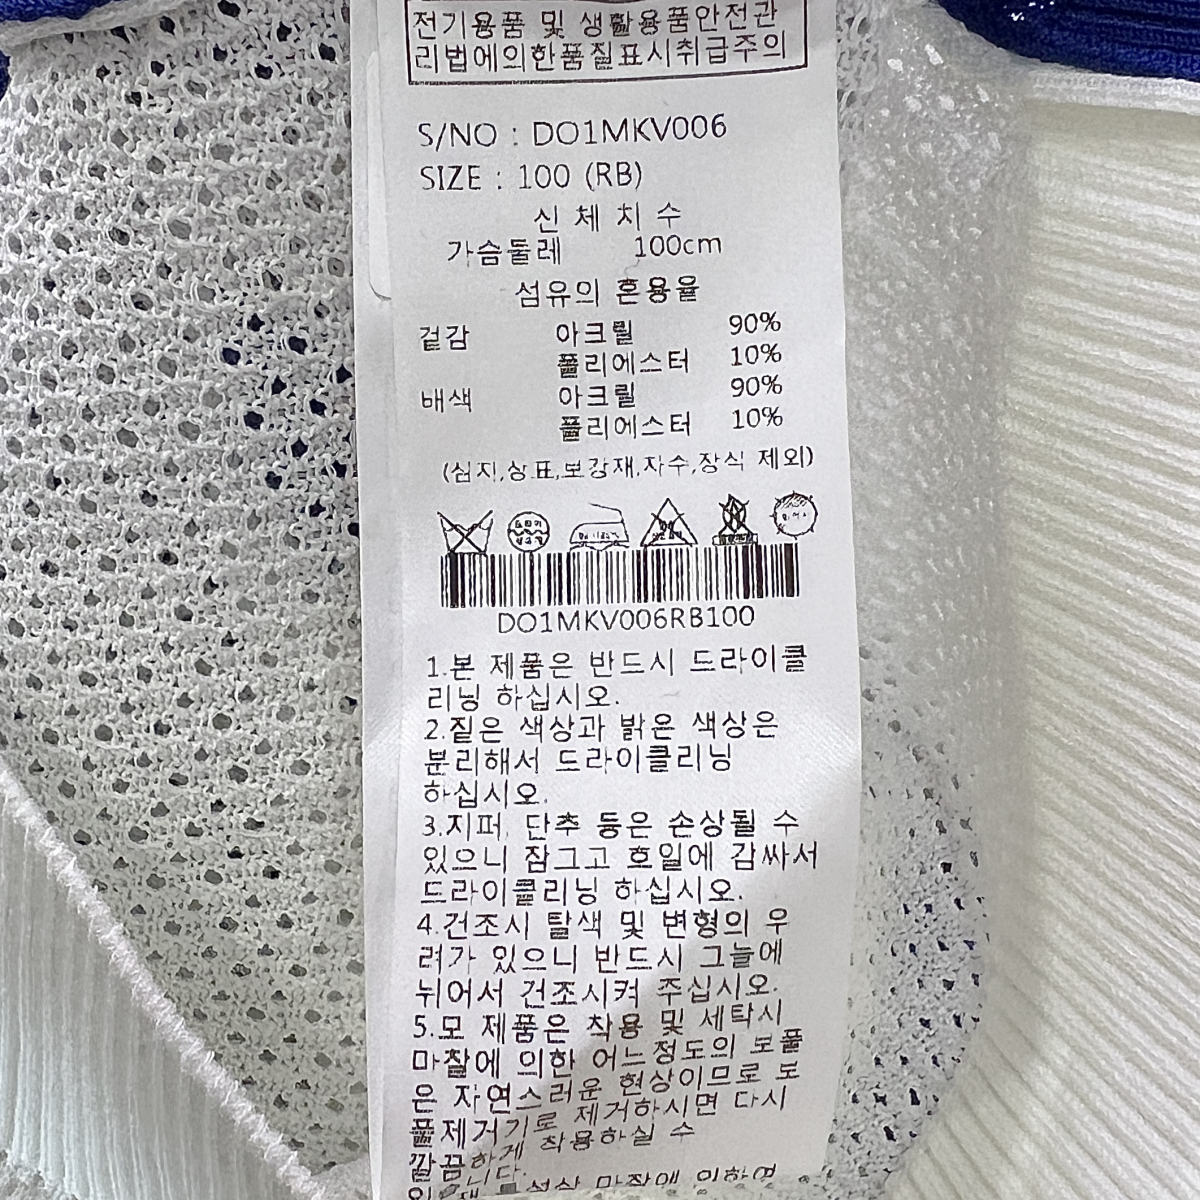 전기용품 및 생활용품안전관
리법에의한품질표시취급주의
S/NO : DO1MKV006
SIZE : 100 (RB)
신 체 치 수
가슴둘레 100cm
섬유의 혼용율
겉감 아크릴 90%
폴리에스터 10%
배색 아크릴 90%
폴리에스터 10%
(심지,상표,보강재,자수,장식 제외)
DO1MKV006RB100
1.본 제품은 반드시 드라이클
리닝 하십시오.
2.짙은 색상과 밝은 색상은
분리해서 드라이클리닝
하십시오.
3.지퍼, 단추 등은 손상될 수
있으니 잠그고 호일에 감싸서
드라이클리닝 하십시오.
4.건조시 탈색 및 변형의 우
려가 있으니 반드시 그늘에
뉘어서 건조시켜 주십시오.
5.모 제품은 착용 및 세탁시
마찰에 의한 어느정도의 보풀
은 자연스러운 현상이므로 보
풀제거기로 제거하시면 다시
깔끔하게 착용하실 수
마찰에 의하여